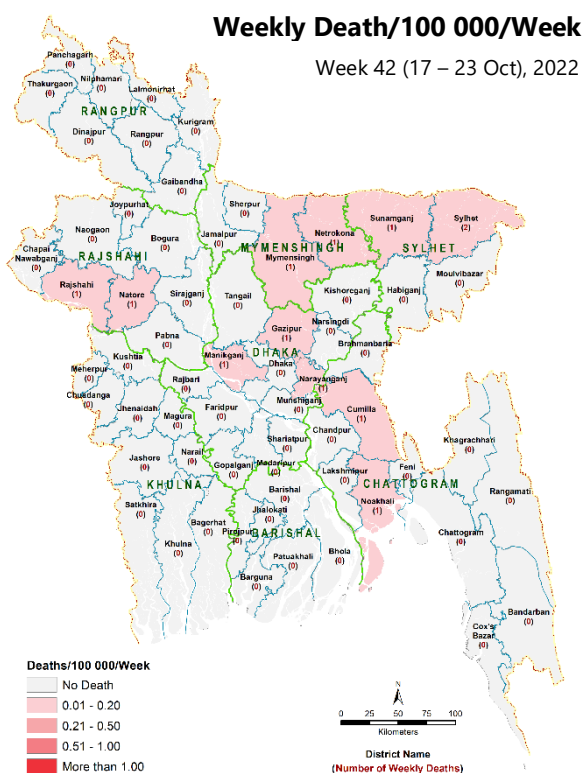 Weekly Death/100 000/Week
Week 42 (17 – 23 Oct), 2022
Panchagarh
(0)
Thakurgaon
(0)
Nilphamari
(0)
Lalmonirhat
(0)
RANGPUR
Kurigram
(0)
Dinajpur
(0)
Rangpur
(0)
Gaibandha
(0)
Joypurhat
(0)
Sherpur
(0)
Naogaon
(0)
Bogura
(0)
Jamalpur
(0)
Netrokona
Sunamganj
(1)
Sylhet
(2)
MYMENSINGH
Mymensingh
(1)
SYLHET
Chapai
Nawabganj
(0)
RAJSHAHI
Moulvibazar
(0)
Rajshahi
(1)
Natore
(1)
Sirajganj
(0)
Tangail
(0)
Kishoreganj
(0)
Habiganj
(0)
Gazipur
(1)
Narsingdi
(0)
Pabna
(0)
Brahmanbaria
(0)
Kushtia
(0)
Manikganj
(1)
DHAKA
Dhaka
(0)
Meherpur
(0)
Rajbari
(0)
Narayanganj
(1)
Chuadanga
(0)
Jhenaidah
(0)
Magura
(0)
Faridpur
(0)
Munshiganj
(0)
Cumilla
(1)
Chandpur
(0)
Khagrachhari
(0)
Jashore
(0)
Narail
(0)
Shariatpur
(0)
Gopalgan
(0)
Madaripur
(0)
Lakshmipur
(0)
Feni
(0)
KHULNA
CHATTOGRAM
Rangamati
(0)
Satkhira
(0)
Barishal
(0)
Noakhali
(1)
Jhalokati
(0)
Bagerhat
(0)
Pirojpur
(0)
BARISHAL
Khulna
(0)
Chattogram
(0)
Patuakhali
(0)
Bhola
(0)
Barguna
(0)
Bandarban
(0)
Cox's
Bazar
(0)
Deaths/100 000/Week
No Death
0.01 - 0.20
0.21 - 0.50
0.51 - 1.00
More than 1.00
N
0 25 50 75 100
Kilometers
District Name
(Number of Weekly Deaths)